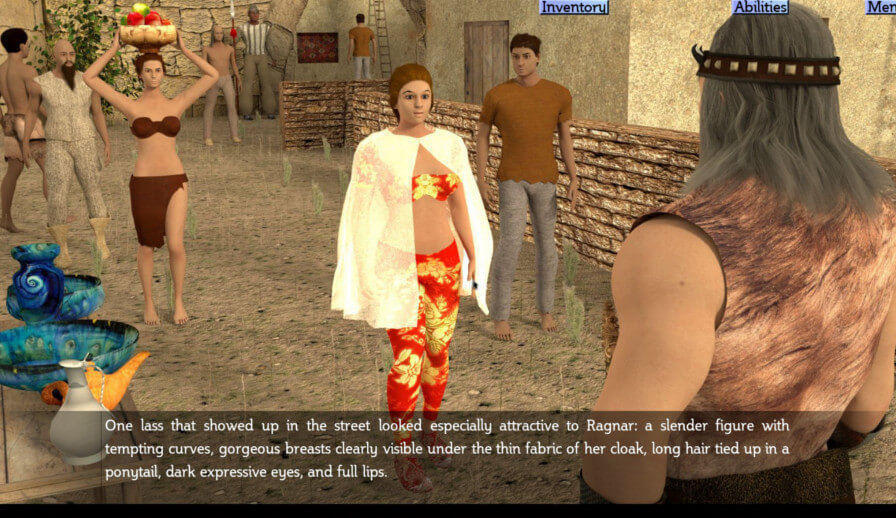 Inventory
Abilities
Men
One lass that showed up in the street looked especially attractive to Ragnar: a slender figure with
tempting curves, gorgeous breasts clearly visible under the thin fabric of her cloak, long hair tied up in a
ponytail, dark expressive eyes, and full lips.